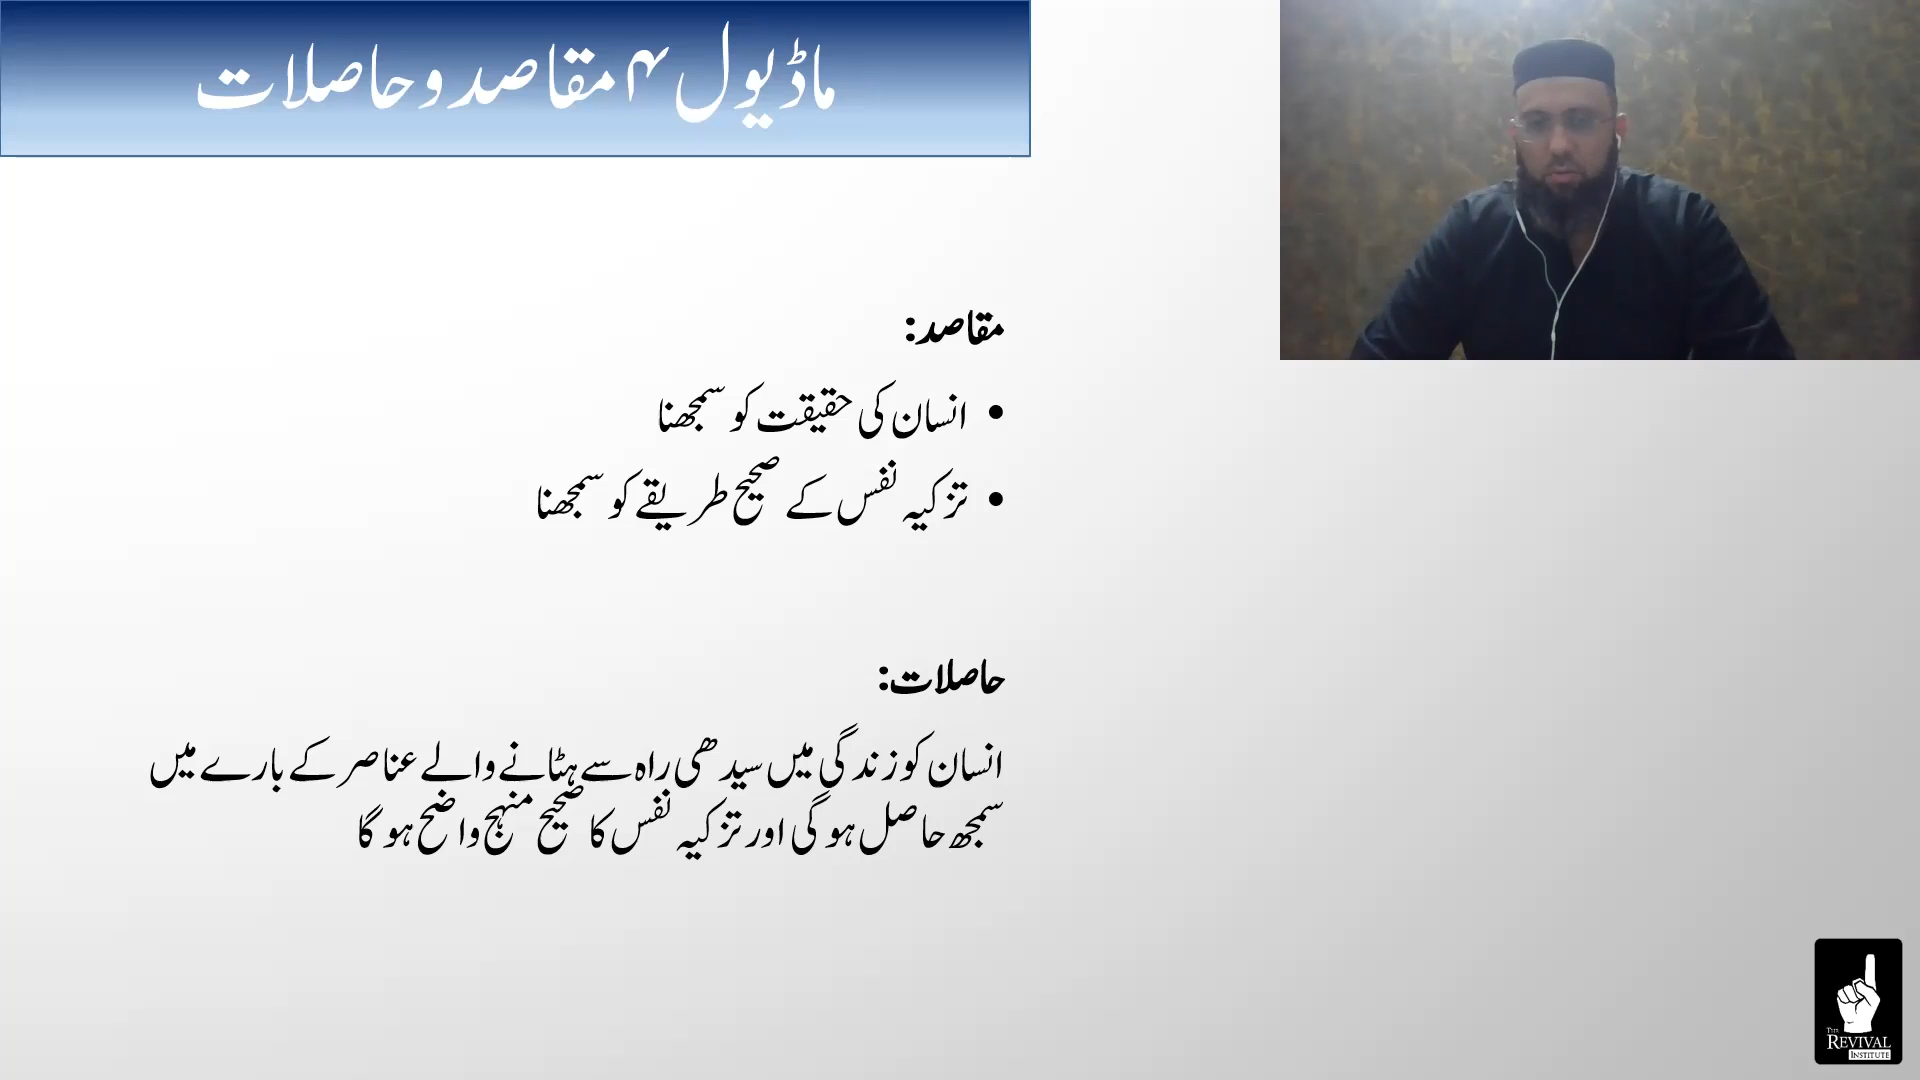 ماڈیول ۴ مقاصد و حاصلات
مقاصد:
• انسان کی حقیقت کو سمجھنا
• تزکیہ نفس کے صحیح طریقے کو سمجھنا
حاصلات:
انسان کو زندگی میں سیدھی راہ سے ہٹانے والے عناصر کے بارے میں
سمجھ حاصل ہو گی اور تزکیہ نفس کا صحیح منہج واضح ہو گا
THE
REVIVAL
INSTITUTE